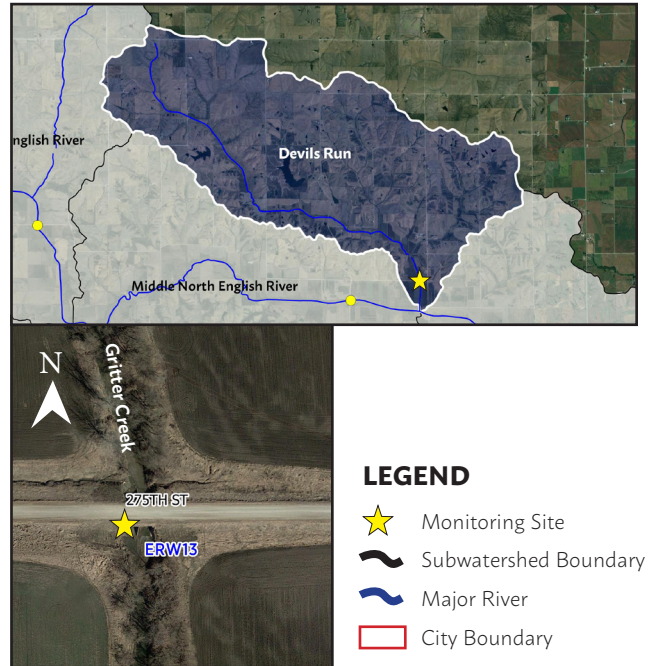 nglish River
Devils Run
Middle North English River
N
Gritter Creek
275TH ST
ERW13
LEGEND
Monitoring Site
Subwatershed Boundary
Major River
City Boundary